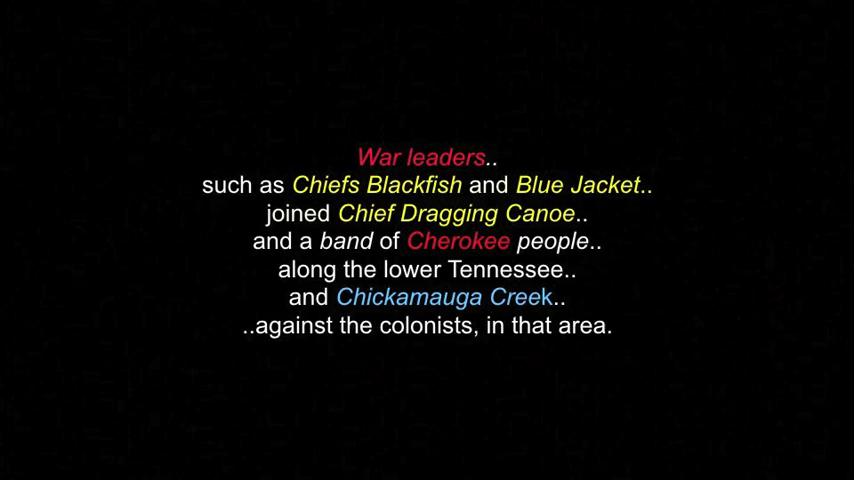 War leaders..
such as Chiefs Blackfish and Blue Jacket..
joined Chief Dragging Canoe..
and a band of Cherokee people..
along the lower Tennessee..
and Chickamauga Creek..
..against the colonists, in that area.